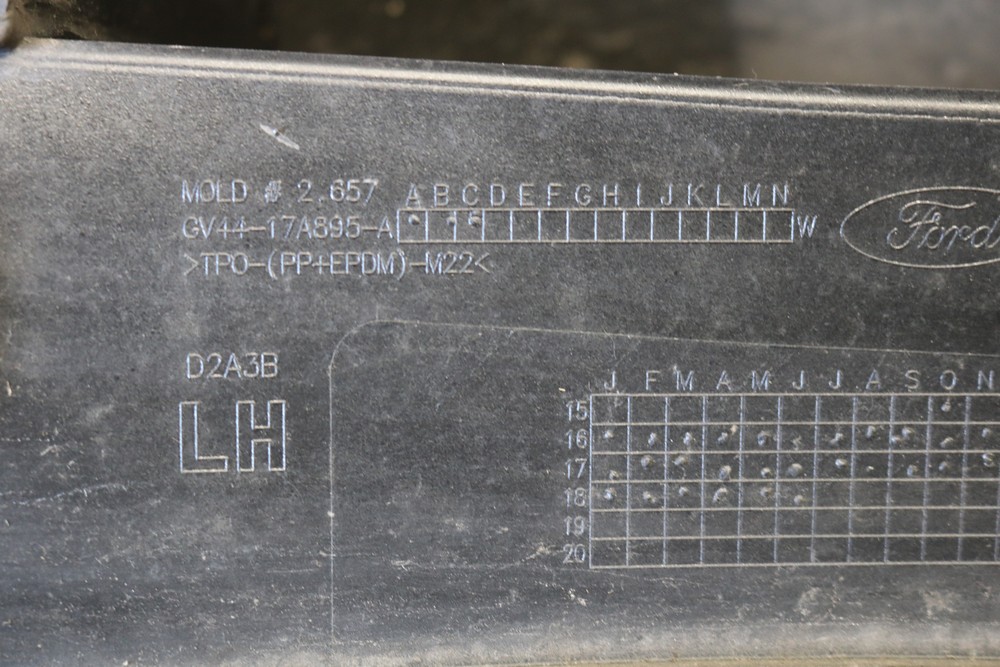 MOLD # 2.657 A B C D E F G H I J K L M N
GV44-17A895-A W
Ford
>TPO-(PP+EPDM)-M22<
D2A3B
LH
J F M A M J J A S O N
15
16
17
18
19
20